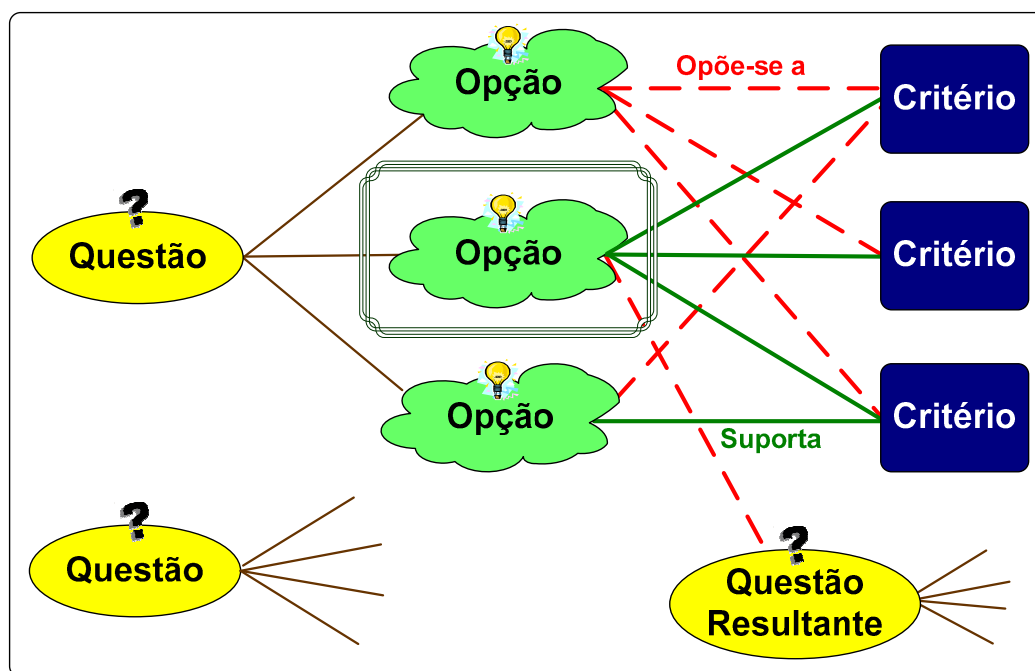 Opção
Opõe-se a
Critério
?
Questão
Opção
Critério
Opção
Critério
Suporta
?
Questão
?
Questão
Resultante